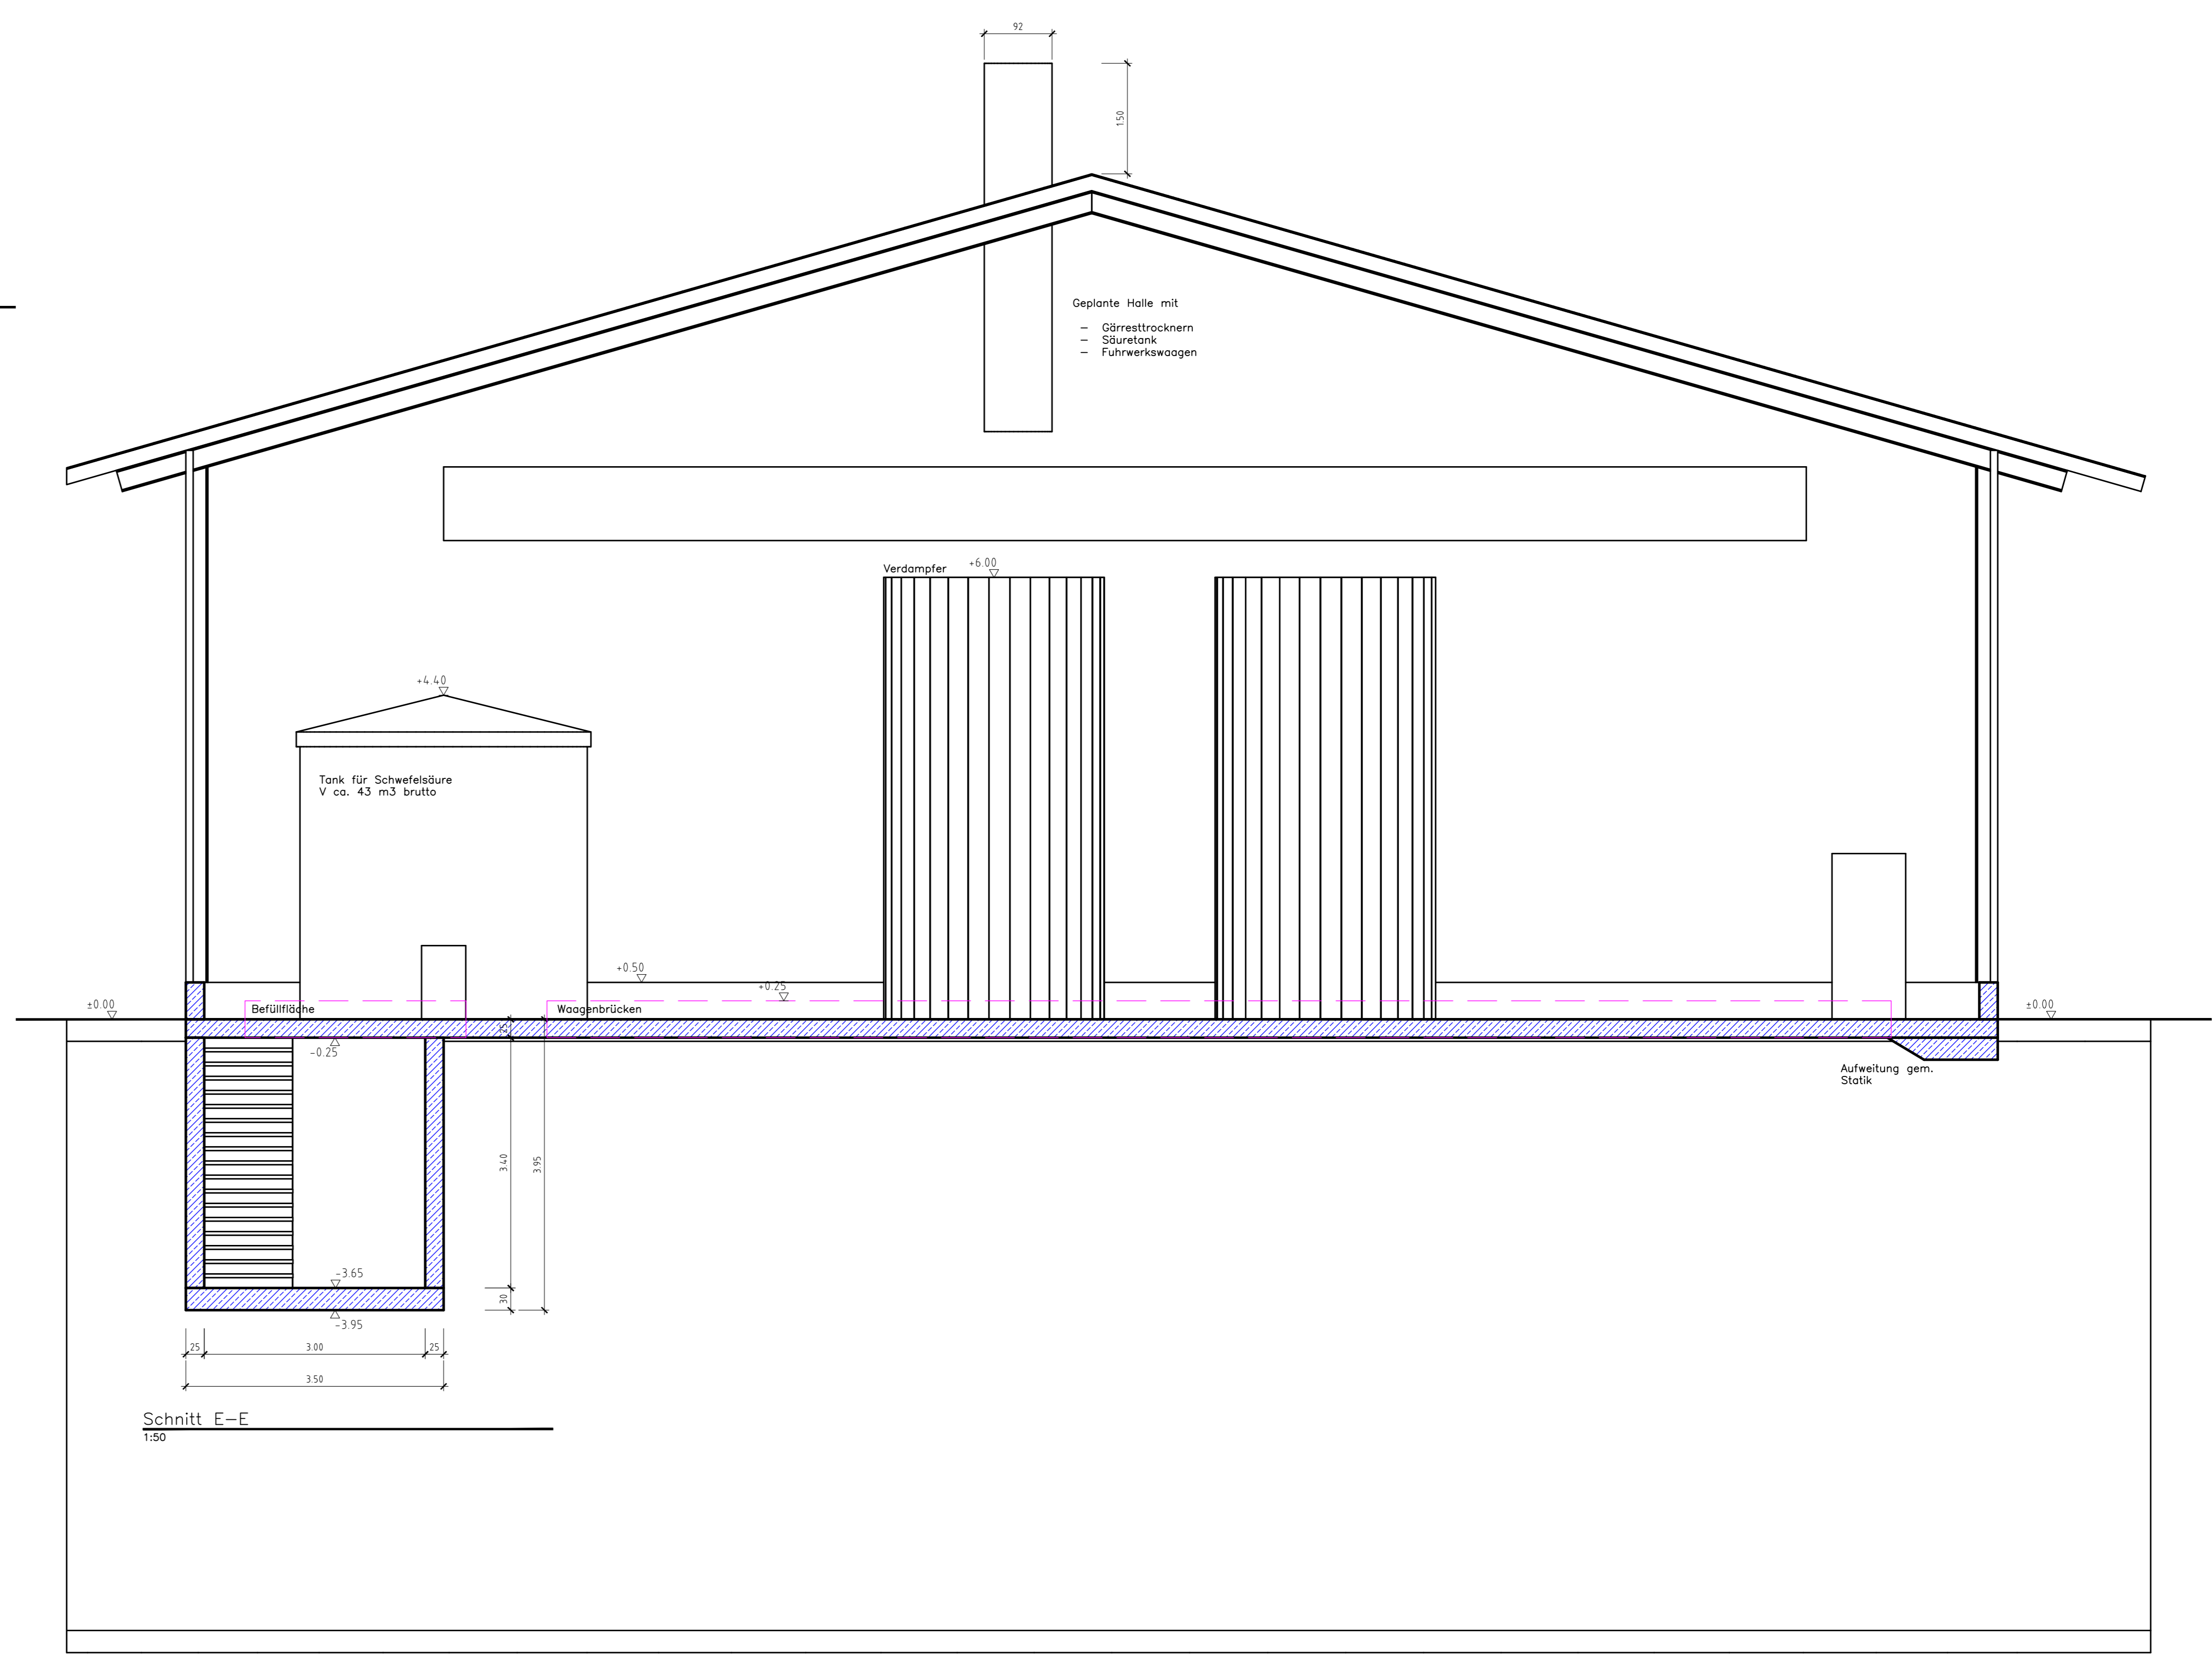 92
1.50
Geplante Halle mit
– Gärresttrocknern
– Säuretank
– Fuhrwerkswaagen
Verdampfer
+6.00
+4.40
Tank für Schwefelsäure
V ca. 43 m3 brutto
+0.50
+0.25
±0.00
±0.00
Befüllfläche
Waagenbrücken
25
-0.25
Aufweitung gem.
Statik
3.40
3.95
-3.65
30
-3.95
25
3.00
25
3.50
Schnitt E-E
1:50